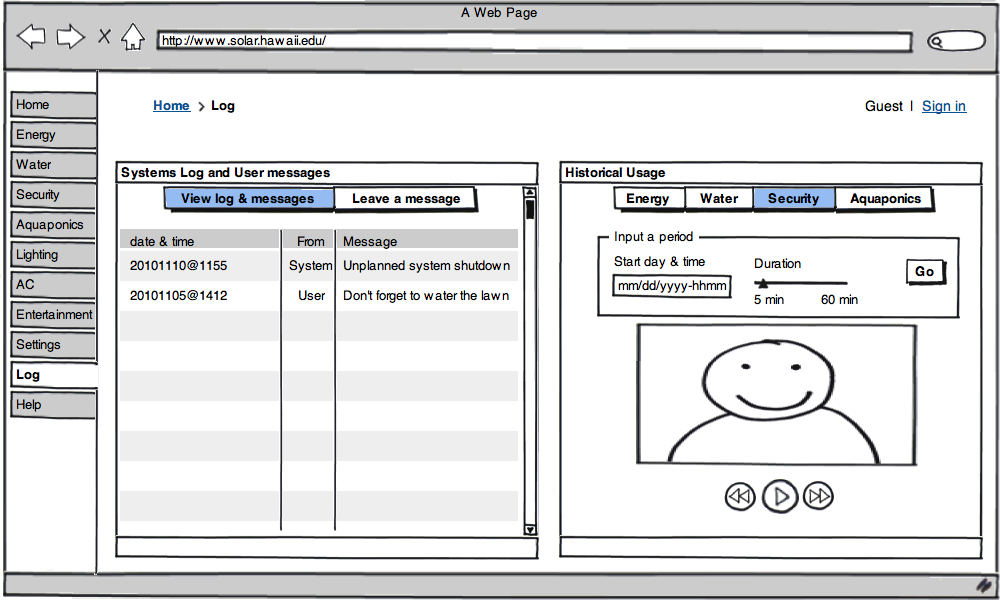 A Web Page
http://www.solar.hawaii.edu/
Home
Energy
Water
Security
Aquaponics
Lighting
AC
Entertainment
Settings
Log
Help
Home > Log
Guest | Sign in
Systems Log and User messages
View log & messages Leave a message
date & time From Message
20101110@1155 System Unplanned system shutdown
20101105@1412 User Don't forget to water the lawn
Historical Usage
Energy Water Security Aquaponics
Input a period
Start day & time Duration
mm/dd/yyyy-hhmm
5 min 60 min
Go